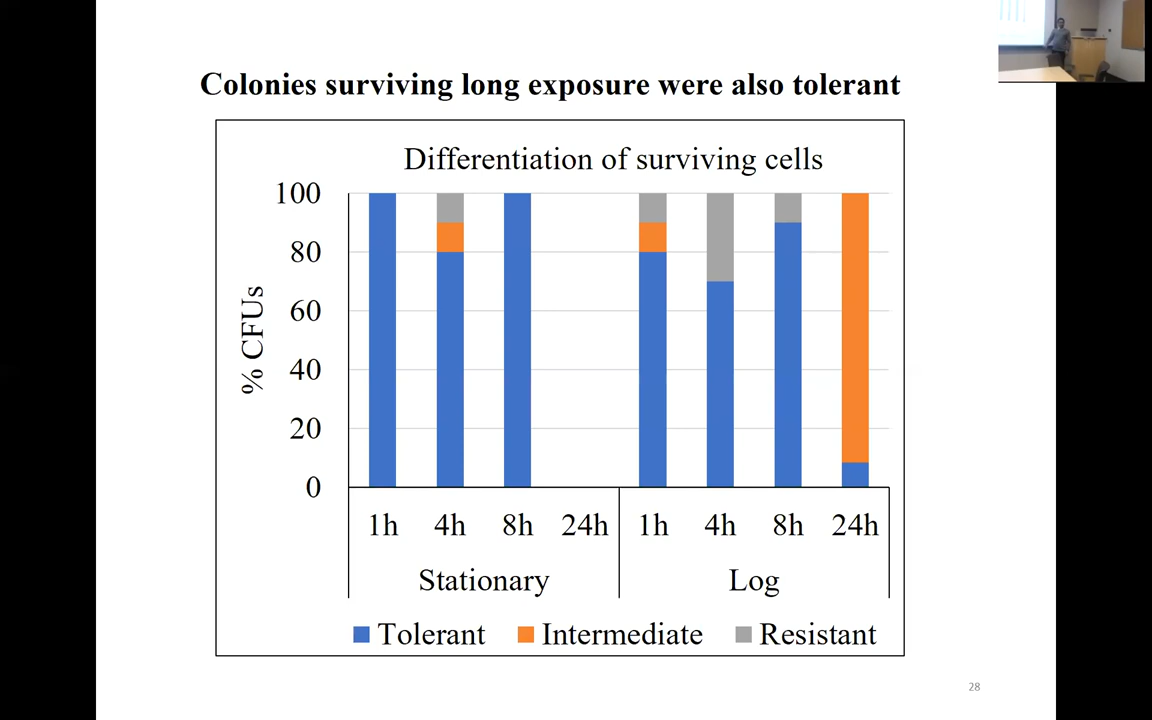 Colonies surviving long exposure were also tolerant
Differentiation of surviving cells
100
80
60
40
20
0
% CFUs
1h 4h 8h 24h 1h 4h 8h 24h
Stationary Log
Tolerant Intermediate Resistant
28